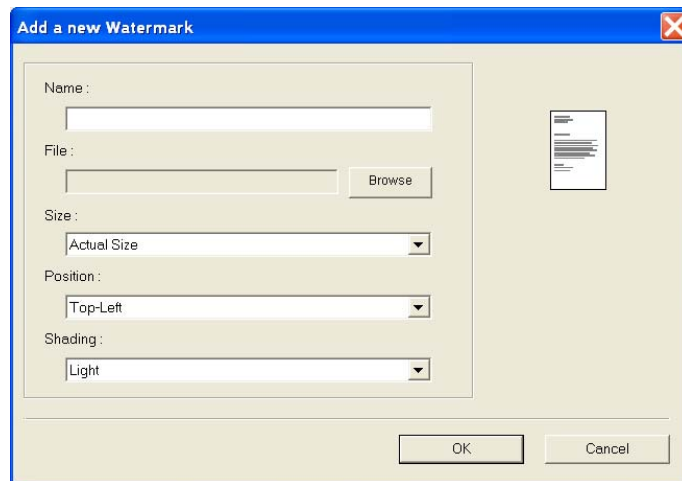 Add a new Watermark
Name :
File :
Browse
Size :
Actual Size
Position :
Top-Left
Shading :
Light
OK
Cancel